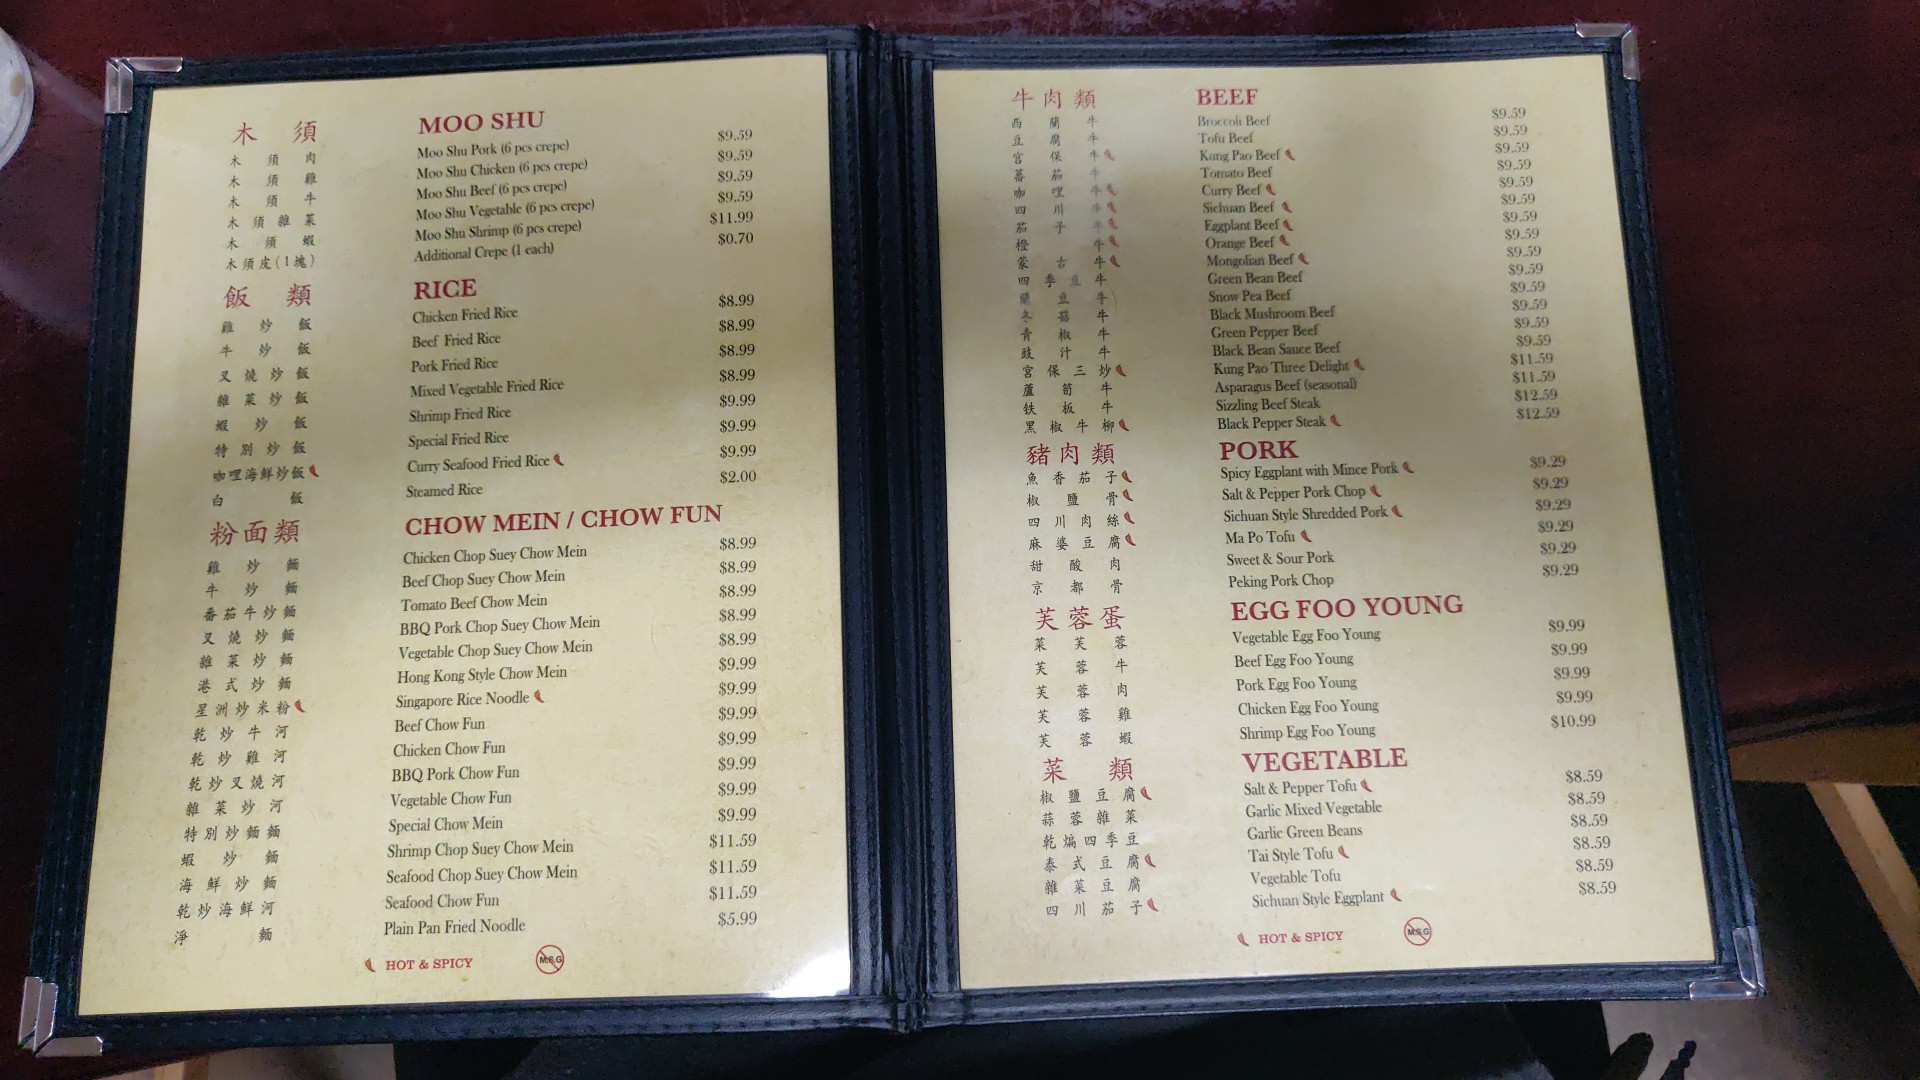 木 須 MOO SHU
木 須 肉 Moo Shu Pork (6 pcs crepe) $9.59
木 須 雞 Moo Shu Chicken (6 pcs crepe) $9.59
木 須 牛 Moo Shu Beef (6 pcs crepe) $9.59
木 須 雜 菜 Moo Shu Vegetable (6 pcs crepe) $9.59
木 須 蝦 Moo Shu Shrimp (6 pcs crepe) $11.99
木須皮(1塊) Additional Crepe (1 each) $0.70
飯 類 RICE
雞 炒 飯 Chicken Fried Rice $8.99
牛 炒 飯 Beef Fried Rice $8.99
叉 燒 炒 飯 Pork Fried Rice $8.99
雜 菜 炒 飯 Mixed Vegetable Fried Rice $8.99
蝦 炒 飯 Shrimp Fried Rice $9.99
特 別 炒 飯 Special Fried Rice $9.99
咖哩海鮮炒飯 Curry Seafood Fried Rice $9.99
白 飯 Steamed Rice $2.00
粉面類 CHOW MEIN / CHOW FUN
雞 炒 麵 Chicken Chop Suey Chow Mein $8.99
牛 炒 麵 Beef Chop Suey Chow Mein $8.99
番茄牛炒麵 Tomato Beef Chow Mein $8.99
叉 燒 炒 麵 BBQ Pork Chop Suey Chow Mein $8.99
雜 菜 炒 麵 Vegetable Chop Suey Chow Mein $8.99
港 式 炒 麵 Hong Kong Style Chow Mein $9.99
星洲炒米粉 Singapore Rice Noodle $9.99
乾 炒 牛 河 Beef Chow Fun $9.99
乾 炒 雞 河 Chicken Chow Fun $9.99
乾炒叉燒河 BBQ Pork Chow Fun $9.99
雜 菜 炒 河 Vegetable Chow Fun $9.99
特別炒麵麵 Special Chow Mein $9.99
蝦 炒 麵 Shrimp Chop Suey Chow Mein $11.59
海 鮮 炒 麵 Seafood Chop Suey Chow Mein $11.59
乾炒海鮮河 Seafood Chow Fun $11.59
淨 麵 Plain Pan Fried Noodle $5.99
HOT & SPICY M.S.G
牛肉類 BEEF
西 蘭 牛 Broccoli Beef $9.59
豆 腐 牛 Tofu Beef $9.59
宮 保 牛 Kung Pao Beef $9.59
蕃 茄 牛 Tomato Beef $9.59
咖 哩 牛 Curry Beef $9.59
四 川 牛 Sichuan Beef $9.59
茄 子 牛 Eggplant Beef $9.59
橙 牛 Orange Beef $9.59
蒙 古 牛 Mongolian Beef $9.59
四 季 豆 牛 Green Bean Beef $9.59
蘭 豆 牛 Snow Pea Beef $9.59
冬 菇 牛 Black Mushroom Beef $9.59
青 椒 牛 Green Pepper Beef $9.59
豉 汁 牛 Black Bean Sauce Beef $9.59
宮 保 三 炒 Kung Pao Three Delight $11.59
蘆 筍 牛 Asparagus Beef (seasonal) $11.59
鉄 板 牛 Sizzling Beef Steak $12.59
黑 椒 牛 柳 Black Pepper Steak $12.59
豬肉類 PORK
魚 香 茄 子 Spicy Eggplant with Mince Pork $9.29
椒 鹽 骨 Salt & Pepper Pork Chop $9.29
四 川 肉 絲 Sichuan Style Shredded Pork $9.29
麻 婆 豆 腐 Ma Po Tofu $9.29
甜 酸 肉 Sweet & Sour Pork $9.29
京 都 骨 Peking Pork Chop $9.29
芙蓉蛋 EGG FOO YOUNG
菜 芙 蓉 Vegetable Egg Foo Young $9.99
芙 蓉 牛 Beef Egg Foo Young $9.99
芙 蓉 肉 Pork Egg Foo Young $9.99
芙 蓉 雞 Chicken Egg Foo Young $9.99
芙 蓉 蝦 Shrimp Egg Foo Young $10.99
菜 類 VEGETABLE
椒 鹽 豆 腐 Salt & Pepper Tofu $8.59
蒜 蓉 雜 菜 Garlic Mixed Vegetable $8.59
乾煸四季豆 Garlic Green Beans $8.59
泰 式 豆 腐 Tai Style Tofu $8.59
雜 菜 豆 腐 Vegetable Tofu $8.59
四 川 茄 子 Sichuan Style Eggplant $8.59
HOT & SPICY M.S.G